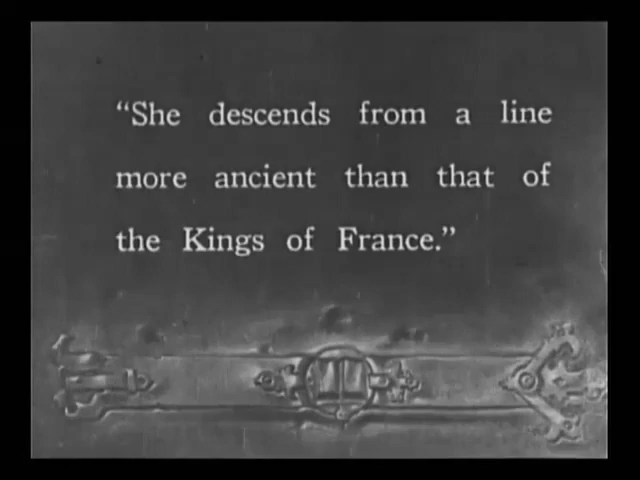 “She descends from a line
more ancient than that of
the Kings of France.”